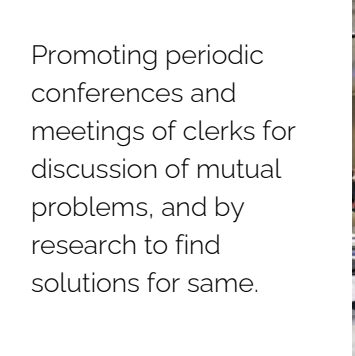 Promoting periodic
conferences and
meetings of clerks for
discussion of mutual
problems, and by
research to find
solutions for same.